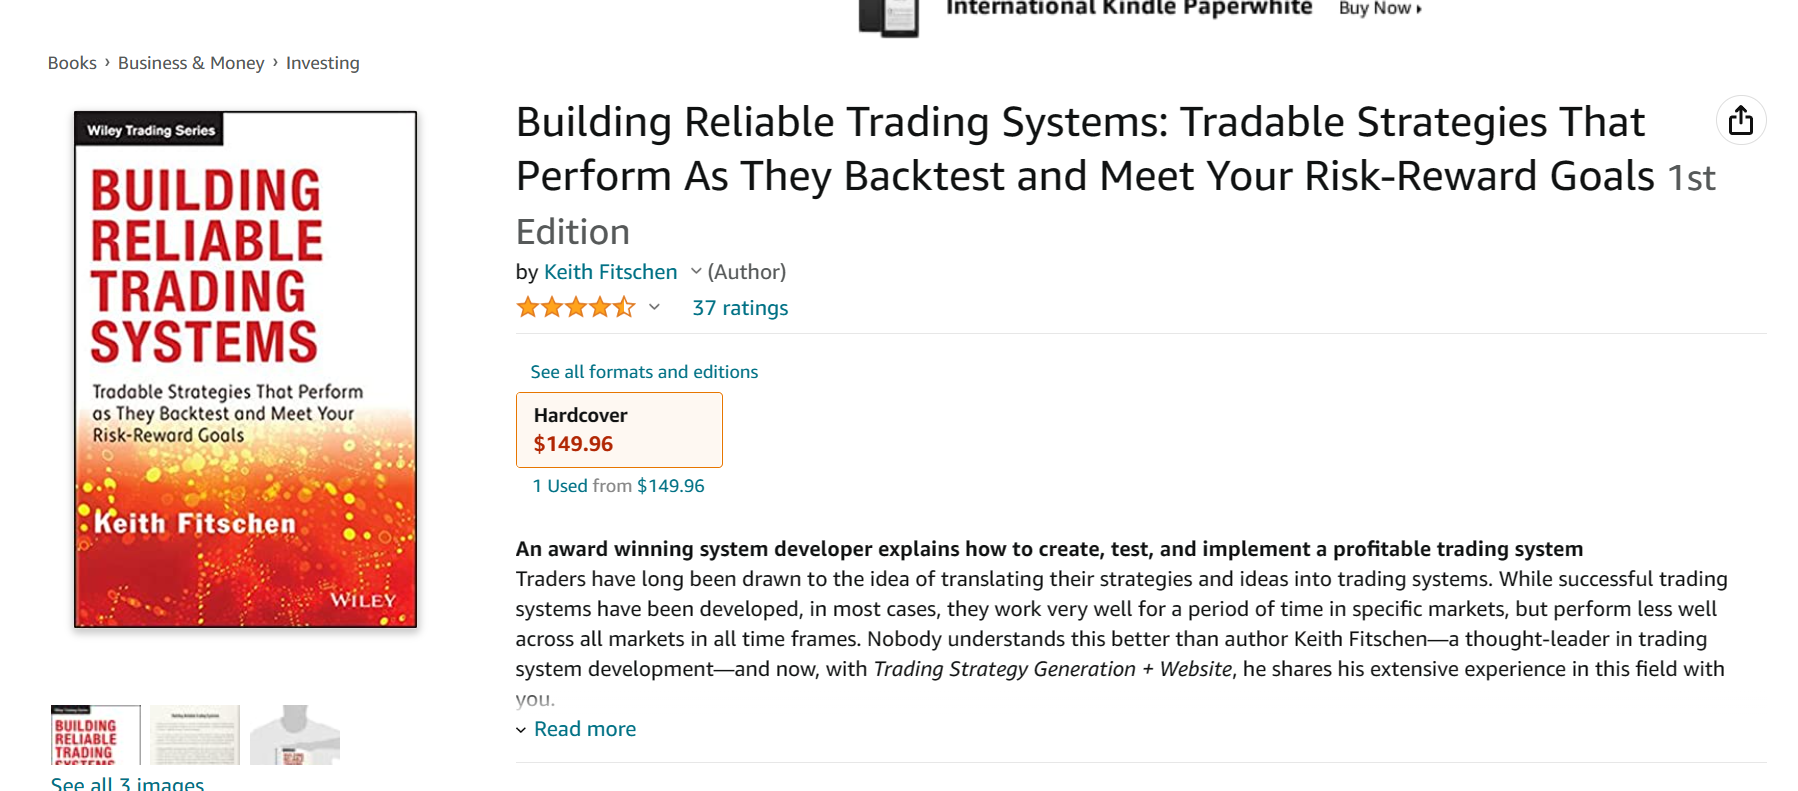 International Kindle Paperwhite Buy Now
Books › Business & Money › Investing
Wiley Trading Series
BUILDING
RELIABLE
TRADING
SYSTEMS
Tradable Strategies That Perform
as They Backtest and Meet Your
Risk-Reward Goals
Keith Fitschen
WILEY
BUILDING
RELIABLE
TRADING
SYSTEMS
See all 3 images
Building Reliable Trading Systems: Tradable Strategies That
Perform As They Backtest and Meet Your Risk-Reward Goals 1st
Edition
by Keith Fitschen (Author)
37 ratings
See all formats and editions
Hardcover
$149.96
1 Used from $149.96
An award winning system developer explains how to create, test, and implement a profitable trading system
Traders have long been drawn to the idea of translating their strategies and ideas into trading systems. While successful trading
systems have been developed, in most cases, they work very well for a period of time in specific markets, but perform less well
across all markets in all time frames. Nobody understands this better than author Keith Fitschen—a thought-leader in trading
system development—and now, with Trading Strategy Generation + Website, he shares his extensive experience in this field with
you.
Read more